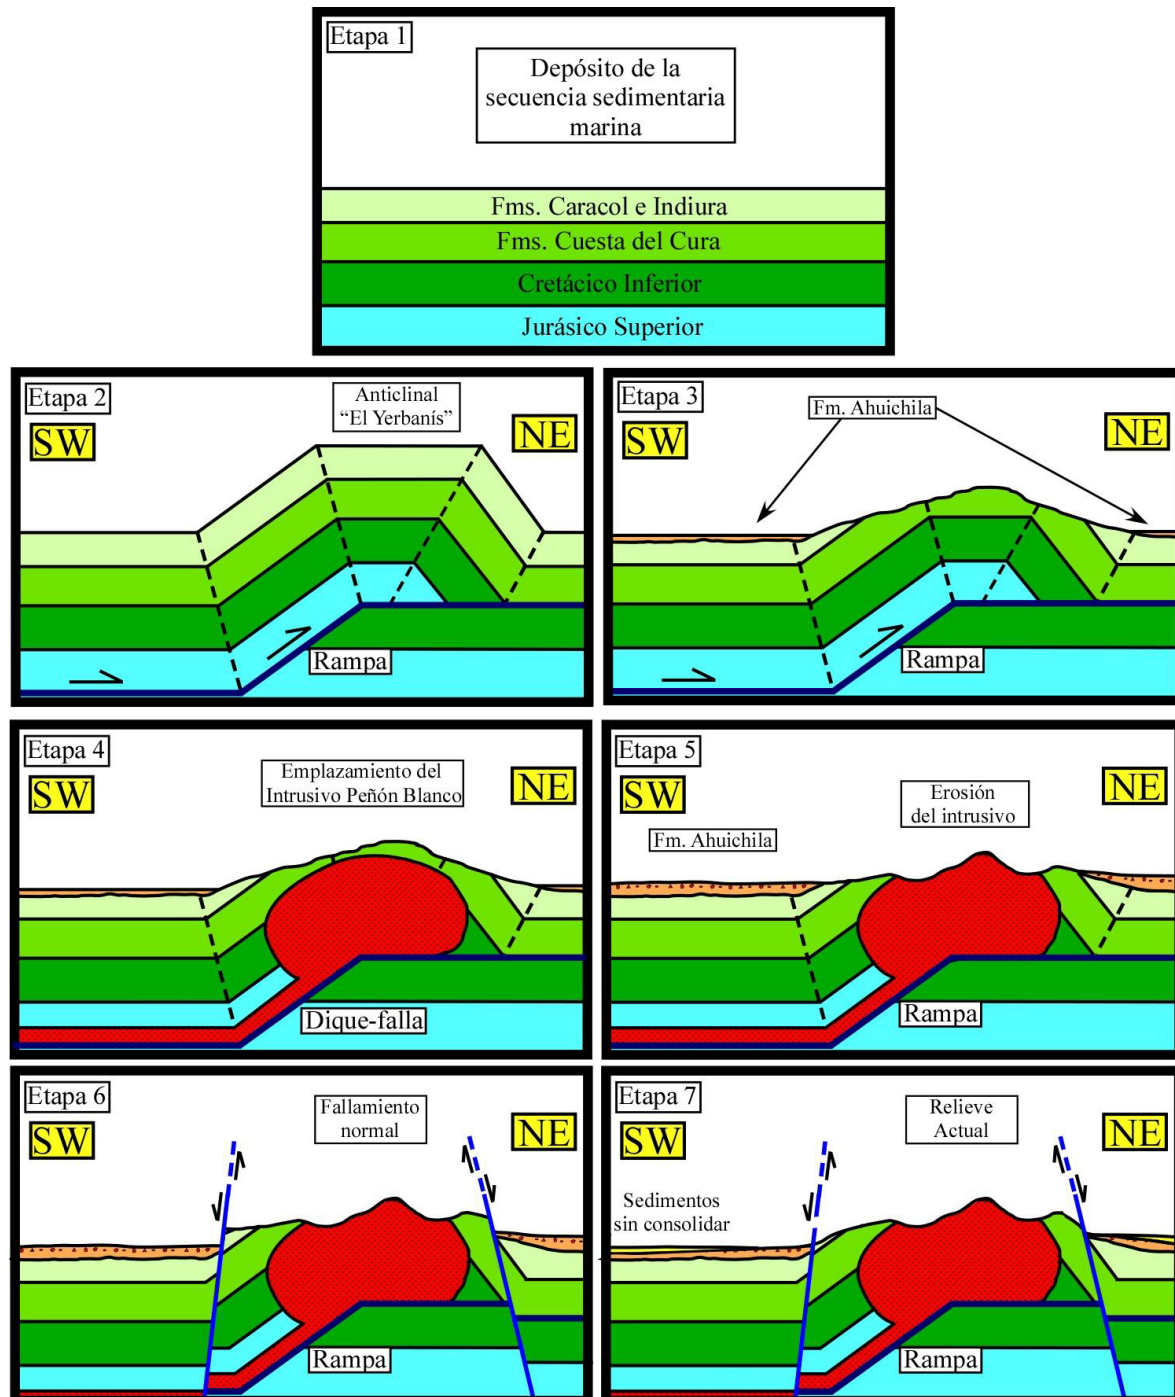 Etapa 1
Depósito de la
secuencia sedimentaria
marina
Fms. Caracol e Indiura
Fms. Cuesta del Cura
Cretácico Inferior
Jurásico Superior
Etapa 2
SW
Anticlinal
“El Yerbanís”
NE
Rampa
Etapa 3
SW
Fm. Ahuichila
NE
Rampa
Etapa 4
SW
Emplazamiento del
Intrusivo Peñón Blanco
NE
Dique-falla
Etapa 5
SW
Fm. Ahuichila
Erosión
del intrusivo
NE
Rampa
Etapa 6
SW
Fallamiento
normal
NE
Rampa
Etapa 7
SW
Relieve
Actual
NE
Sedimentos
sin consolidar
Rampa